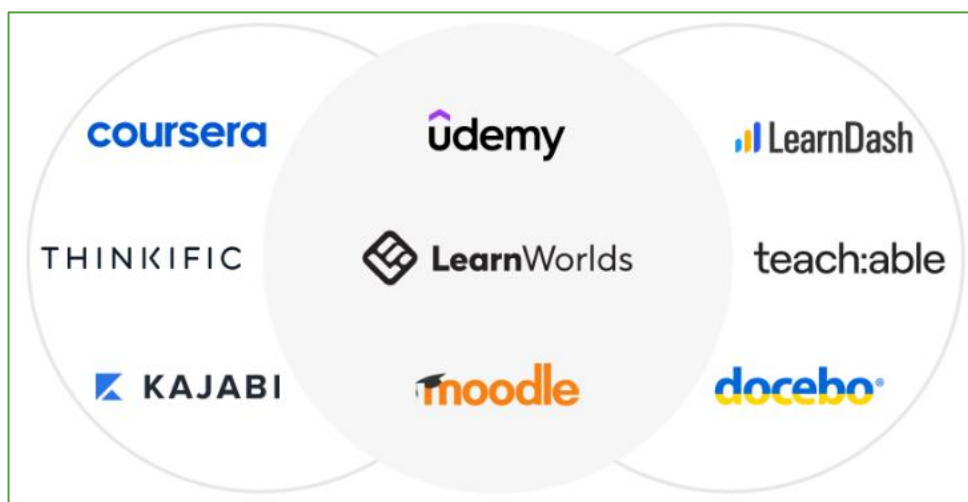 coursera
udemy
LearnDash
THINKIFIC
LearnWorlds
teach:able
KAJABI
moodle
docebo®